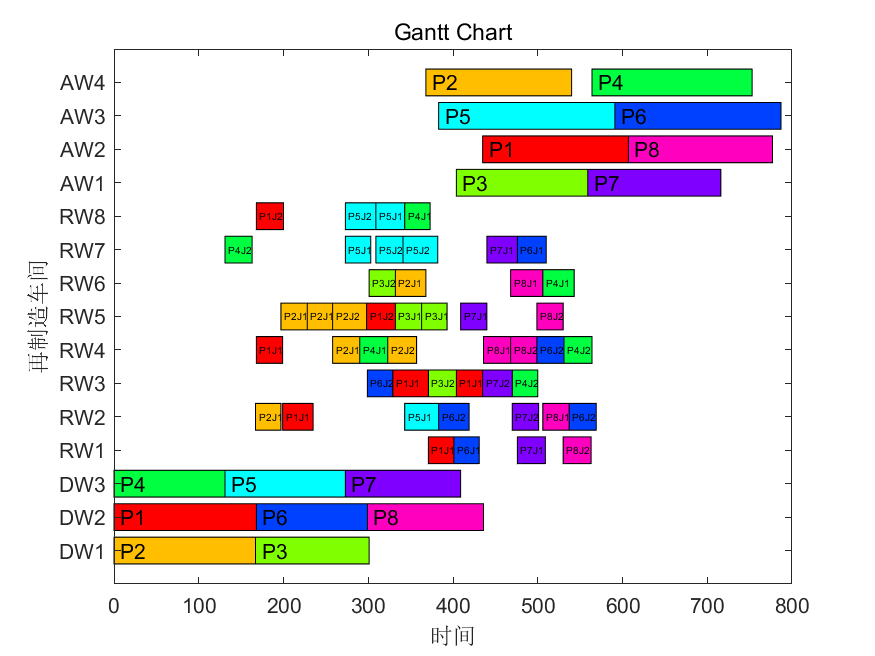 Gantt Chart
AW4 P2 P4
AW3 P5 P6
AW2 P1 P8
AW1 P3 P7
RW8 P1J2 P5J2 P5J1 P4J1
RW7 P4J2 P5J1 P5J2 P5J2 P7J1 P6J1
RW6 P3J2 P2J1 P8J1 P4J1
RW5 P2J1 P2J1 P2J2 P1J2 P3J1 P3J1 P7J1 P8J2
RW4 P1J1 P2J1 P4J1 P2J2 P8J1 P8J2 P6J2 P4J2
RW3 P6J2 P1J1 P3J2 P1J1 P7J2 P4J2
RW2 P2J1 P1J1 P5J1 P6J2 P7J2 P8J1 P6J2
RW1 P1J1 P6J1 P7J1 P8J2
DW3 P4 P5 P7
DW2 P1 P6 P8
DW1 P2 P3
0 100 200 300 400 500 600 700 800
时间
再制造车间